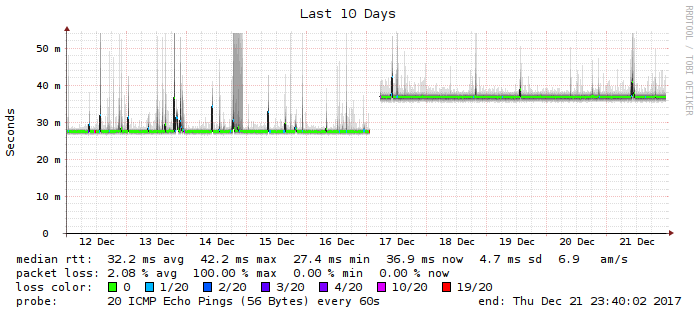 Last 10 Days
RRDTOOL / TOBI OETIKER
Seconds
50 m
40 m
30 m
20 m
10 m
0
12 Dec 13 Dec 14 Dec 15 Dec 16 Dec 17 Dec 18 Dec 19 Dec 20 Dec 21 Dec
median rtt: 32.2 ms avg 42.2 ms max 27.4 ms min 36.9 ms now 4.7 ms sd 6.9 am/s
packet loss: 2.08 % avg 100.00 % max 0.00 % min 0.00 % now
loss color: 0 1/20 2/20 3/20 4/20 10/20 19/20
probe: 20 ICMP Echo Pings (56 Bytes) every 60s end: Thu Dec 21 23:40:02 2017